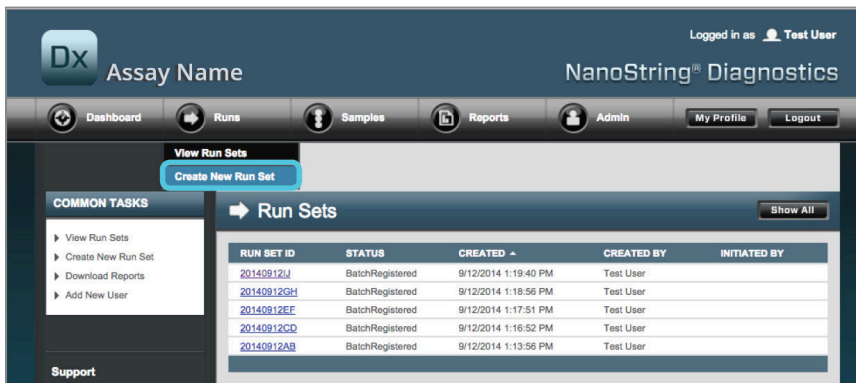 Logged in as Test User
Dx Assay Name
NanoString® Diagnostics
Dashboard Runs Samples Reports Admin My Profile Logout
View Run Sets
Create New Run Set
COMMON TASKS
View Run Sets
Create New Run Set
Download Reports
Add New User
Support
Run Sets Show All
RUN SET ID STATUS CREATED CREATED BY INITIATED BY
20140912IJ BatchRegistered 9/12/2014 1:19:40 PM Test User
20140912GH BatchRegistered 9/12/2014 1:18:56 PM Test User
20140912EF BatchRegistered 9/12/2014 1:17:51 PM Test User
20140912CD BatchRegistered 9/12/2014 1:16:52 PM Test User
20140912AB BatchRegistered 9/12/2014 1:13:56 PM Test User